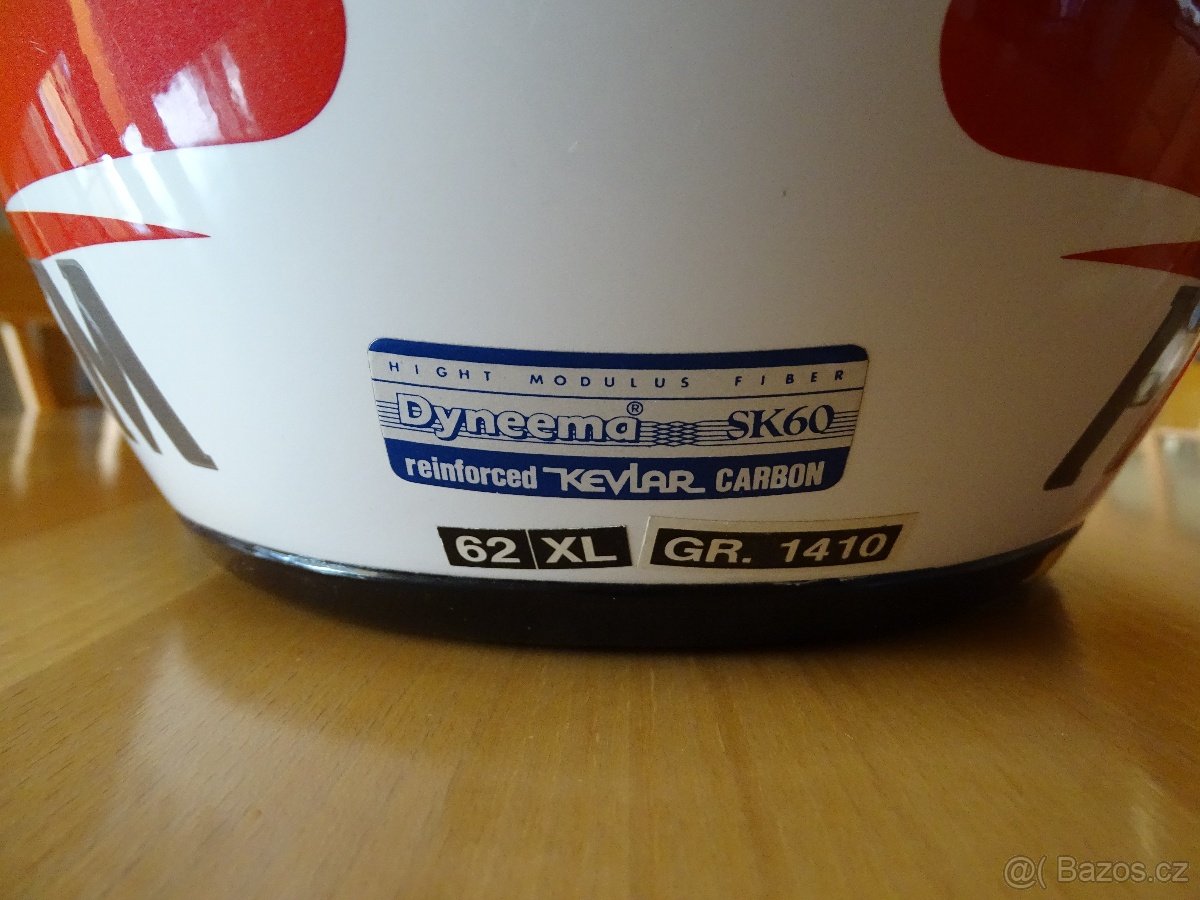 HIGHT MODULUS FIBER
Dyneema® SK60
reinforced KEVLAR CARBON
62 XL GR. 1410
@( Bazos.cz